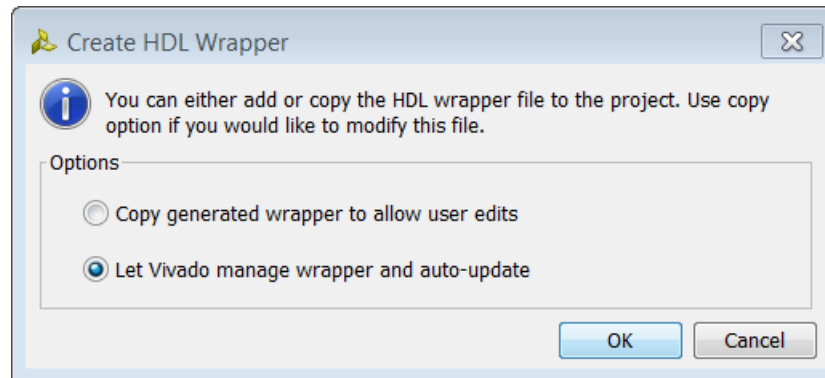 Create HDL Wrapper
You can either add or copy the HDL wrapper file to the project. Use copy
option if you would like to modify this file.
Options
Copy generated wrapper to allow user edits
Let Vivado manage wrapper and auto-update
OK
Cancel